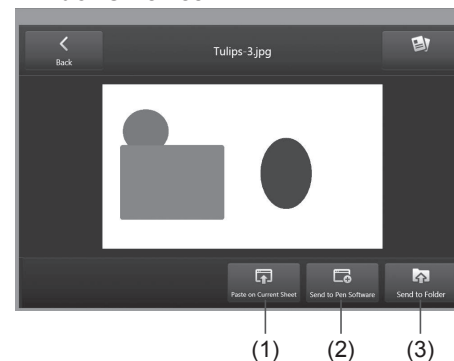 Back
Tulips-3.jpg
Paste on Current Sheet
Send to Pen Software
Send to Folder
(1)
(2)
(3)